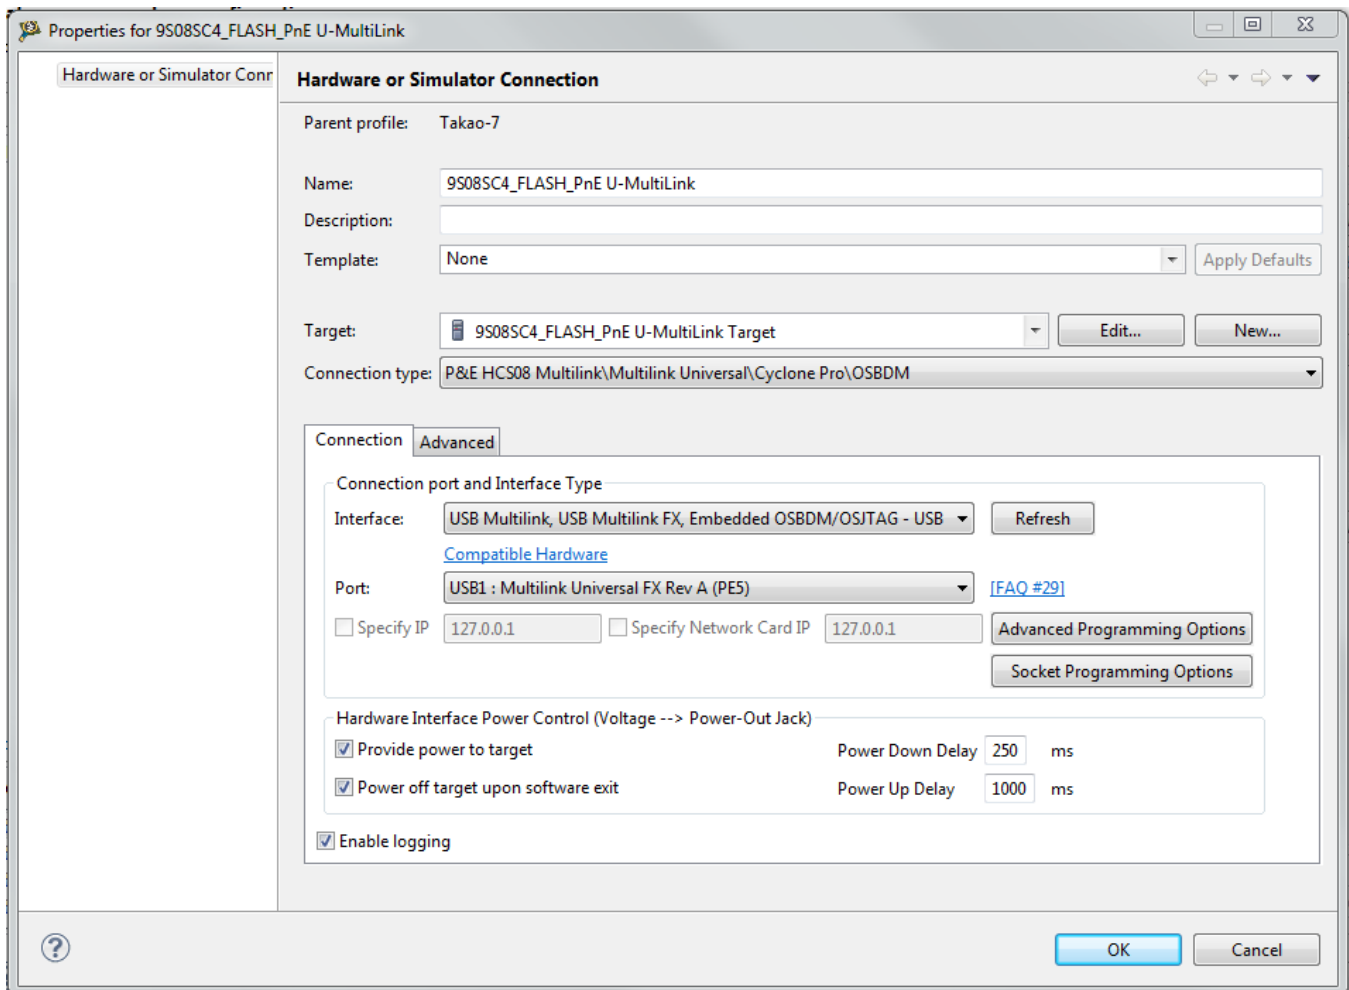 Properties for 9S08SC4_FLASH_PnE U-MultiLink
Hardware or Simulator Conr
Hardware or Simulator Connection
Parent profile: Takao-7
Name: 9S08SC4_FLASH_PnE U-MultiLink
Description:
Template: None Apply Defaults
Target: 9S08SC4_FLASH_PnE U-MultiLink Target Edit... New...
Connection type: P&E HCS08 Multilink\Multilink Universal\Cyclone Pro\OSBDM
Connection Advanced
Connection port and Interface Type
Interface: USB Multilink, USB Multilink FX, Embedded OSBDM/OSJTAG - USB Refresh
Compatible Hardware
Port: USB1 : Multilink Universal FX Rev A (PE5) [FAQ #29]
Specify IP 127.0.0.1 Specify Network Card IP 127.0.0.1 Advanced Programming Options
Socket Programming Options
Hardware Interface Power Control (Voltage --> Power-Out Jack)
Provide power to target Power Down Delay 250 ms
Power off target upon software exit Power Up Delay 1000 ms
Enable logging
? OK Cancel